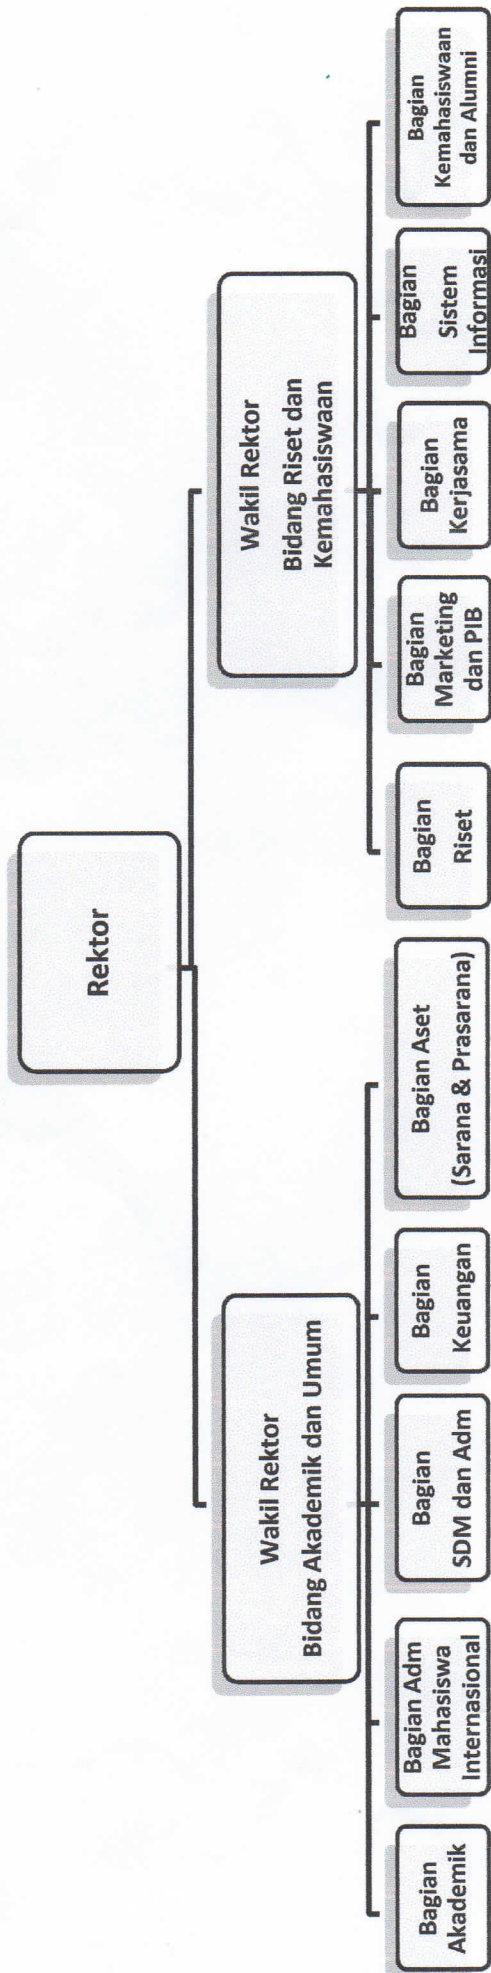 Rektor
Wakil Rektor
Bidang Akademik dan Umum
Wakil Rektor
Bidang Riset dan
Kemahasiswaan
Bagian
Akademik
Bagian Adm
Mahasiswa
Internasional
Bagian
SDM dan Adm
Bagian
Keuangan
Bagian Aset
(Sarana & Prasarana)
Bagian
Riset
Bagian
Marketing
dan PIB
Bagian
Kerjasama
Bagian
Sistem
Informasi
Bagian
Kemahasiswaan
dan Alumni